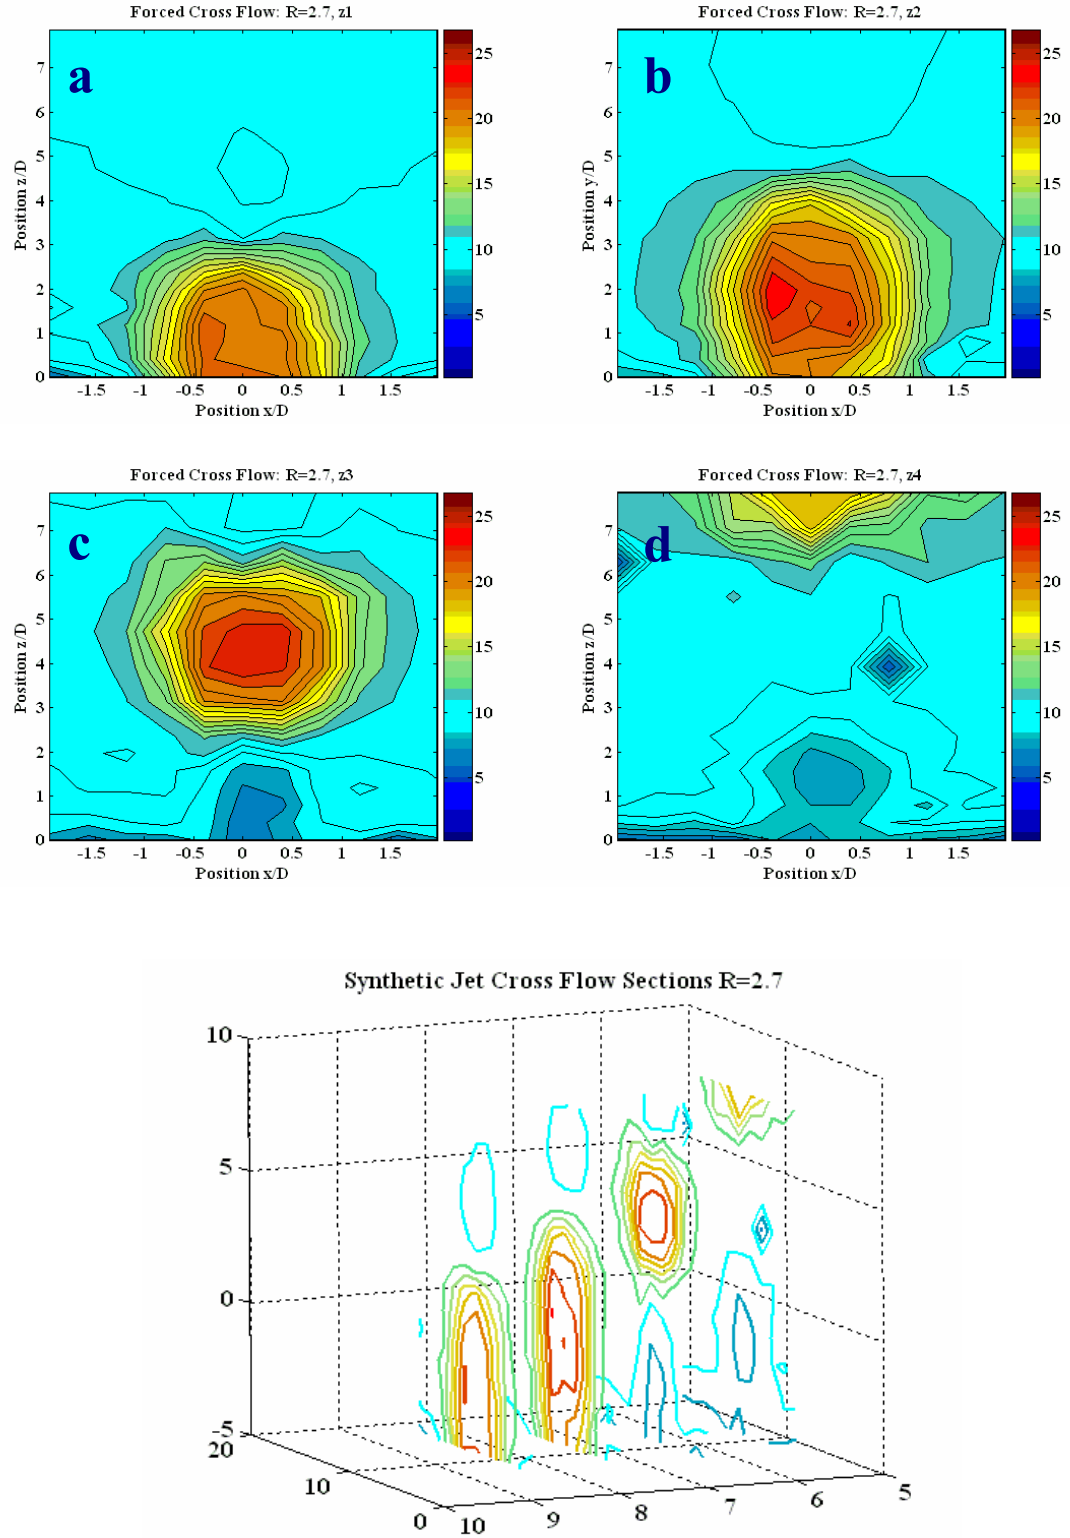 Forced Cross Flow: R=2.7, z1
a
Position z/D
7
6
5
4
3
2
1
0
-1.5 -1 -0.5 0 0.5 1 1.5
Position x/D
25
20
15
10
5
Forced Cross Flow: R=2.7, z2
b
Position y/D
7
6
5
4
3
2
1
0
4
-1.5 -1 -0.5 0 0.5 1 1.5
Position x/D
25
20
15
10
5
Forced Cross Flow: R=2.7, z3
c
Position z/D
7
6
5
4
3
2
1
0
-1.5 -1 -0.5 0 0.5 1 1.5
Position x/D
25
20
15
10
5
Forced Cross Flow: R=2.7, z4
d
Position z/D
7
6
5
4
3
2
1
0
-1.5 -1 -0.5 0 0.5 1 1.5
Position x/D
25
20
15
10
5
Synthetic Jet Cross Flow Sections R=2.7
10
5
0
-5
20
10
0
10 9 8 7 6 5